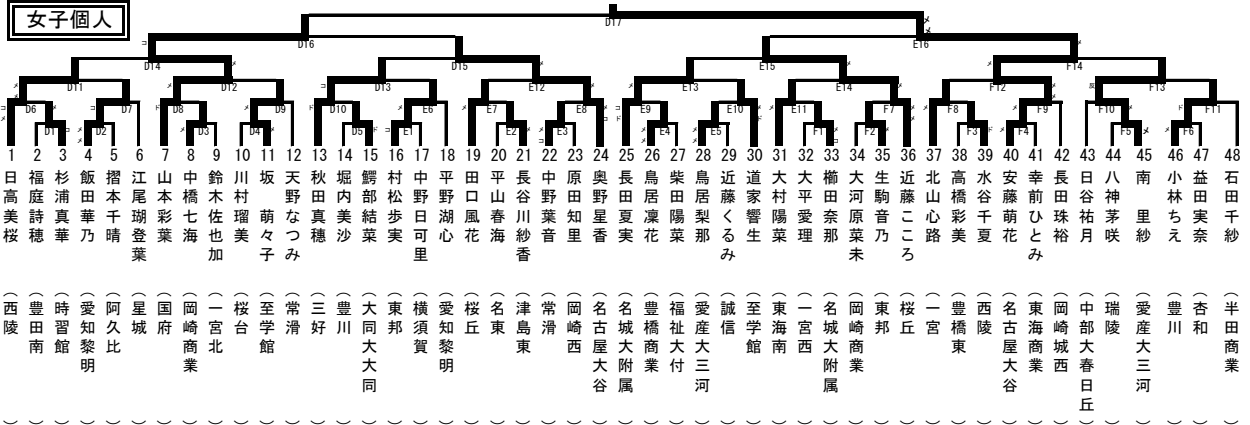 女子個人
D17
D16 E16
D14 D15 E15 F14
D11 D12 D13 E12 E13 E14 F12 F13
D6 D7 D8 D9 D10 E6 E7 E8 E9 E10 E11 F7 F8 F9 F10 F11
D1 D2 D3 D4 D5 E1 E2 E3 E4 E5 F1 F2 F3 F4 F5 F6
1 日高美桜 （西陵）
2 福庭詩穂 （豊田南）
3 杉浦真華 （時習館）
4 飯田華乃 （愛知黎明）
5 摺本千晴 （阿久比）
6 江尾瑚登葉 （星城）
7 山本彩葉 （国府）
8 中橋七海 （岡崎商業）
9 鈴木佐也加 （一宮北）
10 川村瑠美 （桜台）
11 坂 萌々子 （至学館）
12 天野なつみ （常滑）
13 秋田真穂 （三好）
14 堀内美沙 （豊川）
15 鰐部結菜 （大同大大同）
16 村松歩実 （東邦）
17 中野日可里 （横須賀）
18 平野湖心 （愛知黎明）
19 田口風花 （桜丘）
20 平山春海 （名東）
21 長谷川紗香 （津島東）
22 中野葉音 （常滑）
23 原田知里 （岡崎西）
24 奥野星香 （名古屋大谷）
25 長田夏実 （名城大附属）
26 鳥居凜花 （豊橋商業）
27 柴田陽菜 （福祉大付）
28 鳥居梨那 （愛産大三河）
29 近藤くるみ （誠信）
30 道家響生 （至学館）
31 大村陽菜 （東海南）
32 大平愛理 （一宮西）
33 櫛田奈那 （名城大附属）
34 大河原菜未 （岡崎商業）
35 生駒音乃 （東邦）
36 近藤こころ （桜丘）
37 北山心路 （一宮）
38 高橋彩美 （豊橋東）
39 水谷千夏 （西陵）
40 安藤萌花 （名古屋大谷）
41 幸前ひとみ （東海商業）
42 長田珠裕 （岡崎城西）
43 日谷祐月 （中部大春日丘）
44 八神茅咲 （瑞陵）
45 南 里紗 （愛産大三河）
46 小林ちえ （豊川）
47 益田実奈 （杏和）
48 石田千紗 （半田商業）